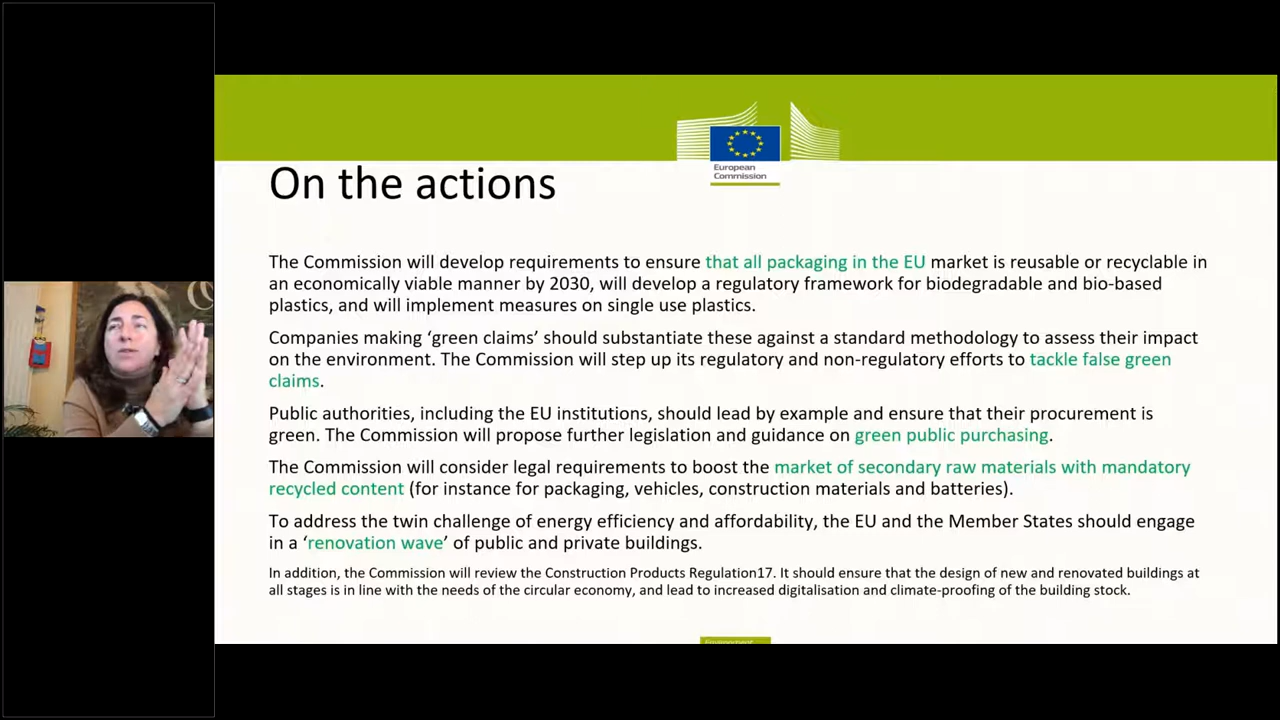 European
Commission
On the actions
The Commission will develop requirements to ensure that all packaging in the EU market is reusable or recyclable in
an economically viable manner by 2030, will develop a regulatory framework for biodegradable and bio-based
plastics, and will implement measures on single use plastics.
Companies making ‘green claims’ should substantiate these against a standard methodology to assess their impact
on the environment. The Commission will step up its regulatory and non-regulatory efforts to tackle false green
claims.
Public authorities, including the EU institutions, should lead by example and ensure that their procurement is
green. The Commission will propose further legislation and guidance on green public purchasing.
The Commission will consider legal requirements to boost the market of secondary raw materials with mandatory
recycled content (for instance for packaging, vehicles, construction materials and batteries).
To address the twin challenge of energy efficiency and affordability, the EU and the Member States should engage
in a ‘renovation wave’ of public and private buildings.
In addition, the Commission will review the Construction Products Regulation17. It should ensure that the design of new and renovated buildings at
all stages is in line with the needs of the circular economy, and lead to increased digitalisation and climate-proofing of the building stock.
Environment